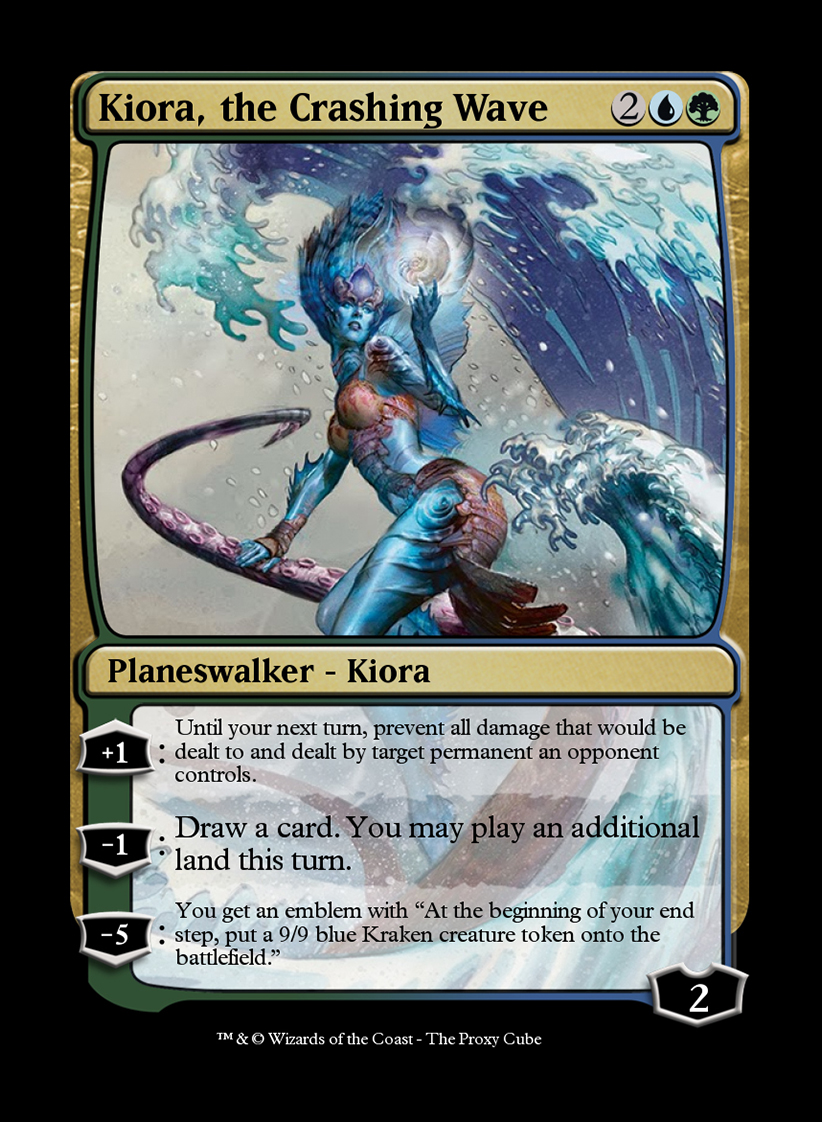 Kiora, the Crashing Wave 2
Planeswalker - Kiora
+1 : Until your next turn, prevent all damage that would be
dealt to and dealt by target permanent an opponent
controls.
-1 : Draw a card. You may play an additional
land this turn.
-5 : You get an emblem with “At the beginning of your end
step, put a 9/9 blue Kraken creature token onto the
battlefield.”
2
™ & © Wizards of the Coast - The Proxy Cube